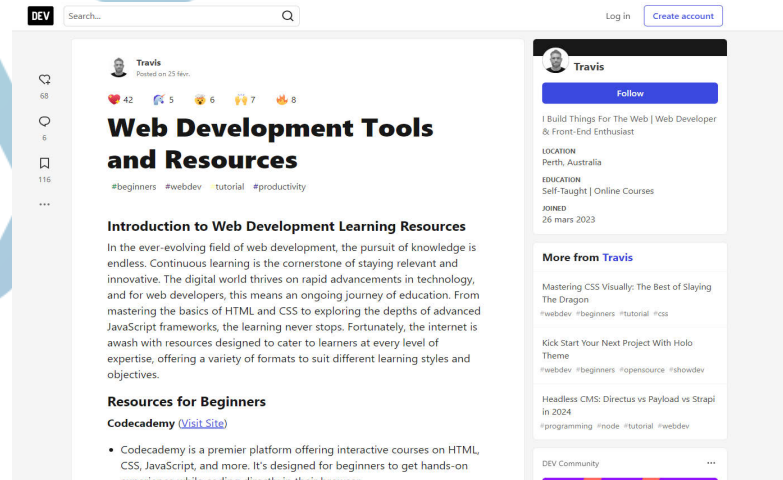 DEV
Search...
Log in
Create account
68
6
116
Travis
Posted on 25 févr.
42
5
6
7
8
Web Development Tools
and Resources
#beginners #webdev tutorial #productivity
Introduction to Web Development Learning Resources
In the ever-evolving field of web development, the pursuit of knowledge is
endless. Continuous learning is the cornerstone of staying relevant and
innovative. The digital world thrives on rapid advancements in technology,
and for web developers, this means an ongoing journey of education. From
mastering the basics of HTML and CSS to exploring the depths of advanced
JavaScript frameworks, the learning never stops. Fortunately, the internet is
awash with resources designed to cater to learners at every level of
expertise, offering a variety of formats to suit different learning styles and
objectives.
Resources for Beginners
Codecademy (Visit Site)
• Codecademy is a premier platform offering interactive courses on HTML,
CSS, JavaScript, and more. It's designed for beginners to get hands-on
Travis
Follow
I Build Things For The Web | Web Developer
& Front-End Enthusiast
LOCATION
Perth, Australia
EDUCATION
Self-Taught | Online Courses
JOINED
26 mars 2023
More from Travis
Mastering CSS Visually: The Best of Slaying
The Dragon
#webdev #beginners #tutorial #css
Kick Start Your Next Project With Holo
Theme
#webdev #beginners #opensource #showdev
Headless CMS: Directus vs Payload vs Strapi
in 2024
#programming #node #tutorial #webdev
DEV Community